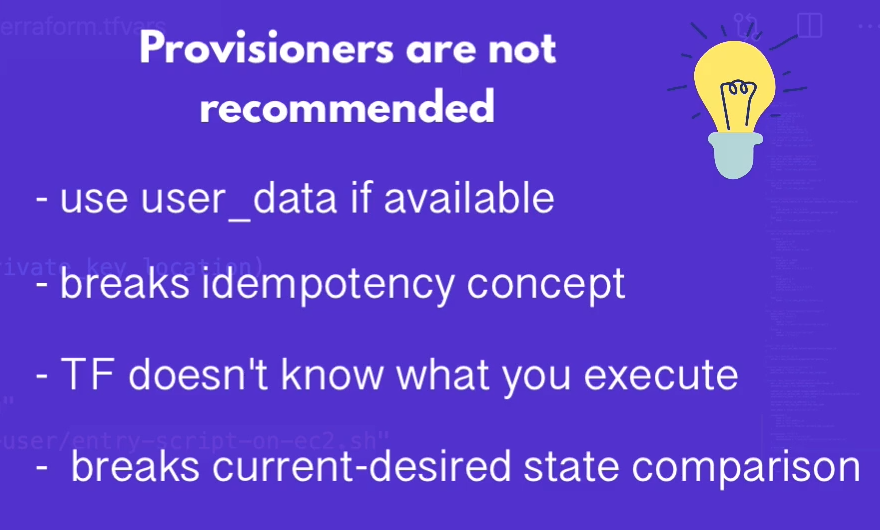 erraform.tfvars
Provisioners are not
recommended
- use user_data if available
ivate_key_location)
- breaks idempotency concept
- TF doesn't know what you execute
-user/entry-script-on-ec2.sh"
- breaks current-desired state comparison